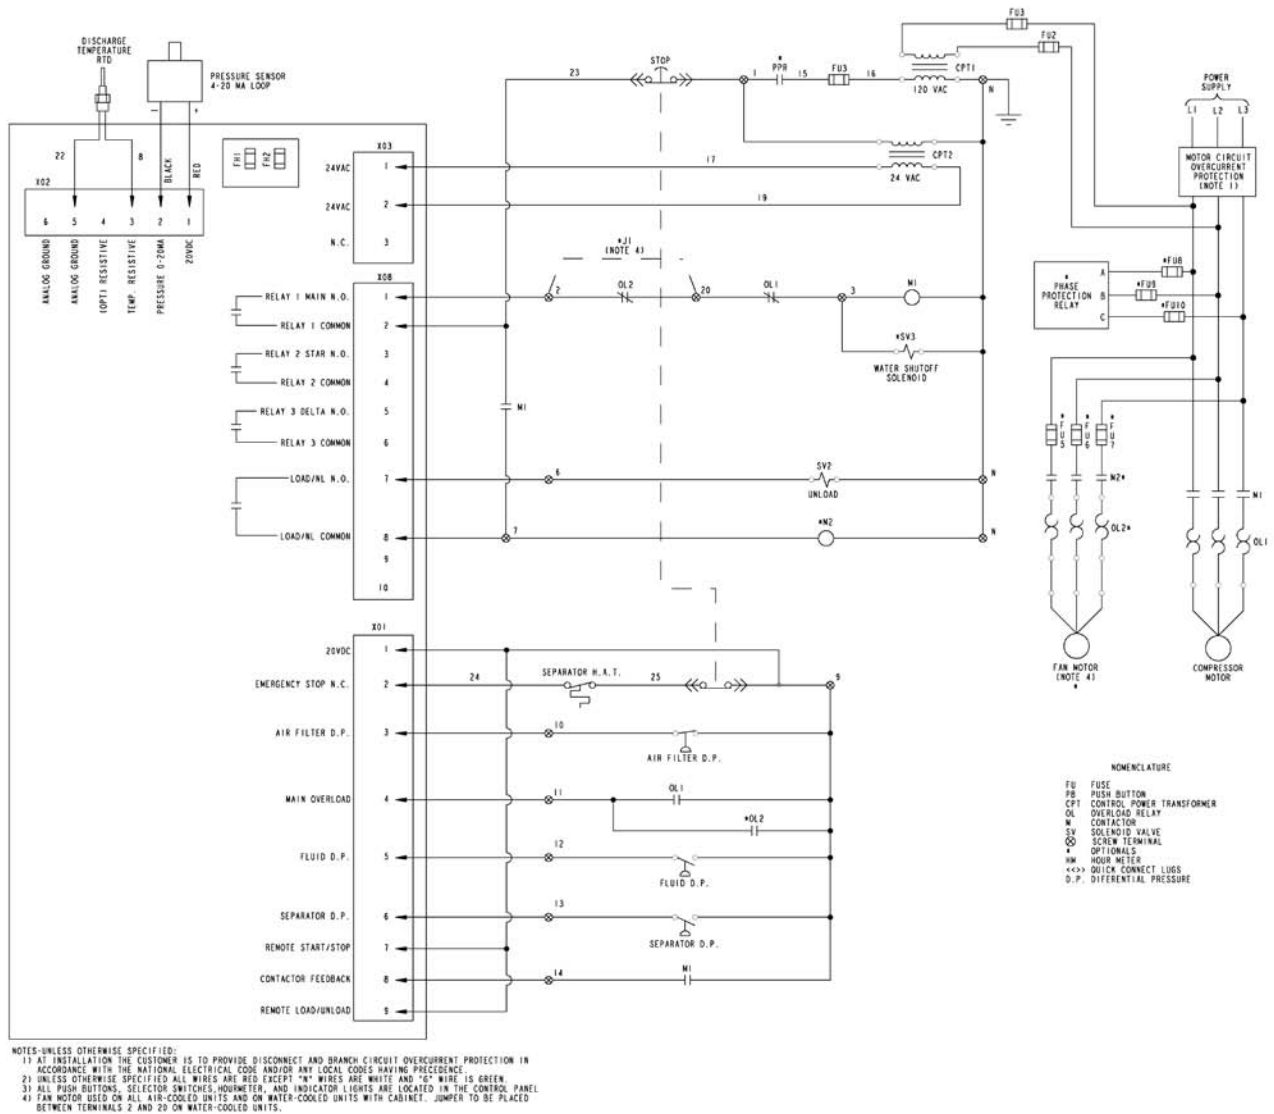 DISCHARGE
TEMPERATURE
RTD
PRESSURE SENSOR
4-20 MA LOOP
- +
22 8 BLACK RED
X02
6 5 4 3 2 1
ANALOG GROUND
ANALOG GROUND
(OPT) RESISTIVE
TEMP. RESISTIVE
PRESSURE 0-20MA
20VDC
FH1 FH2
X03
24VAC 1
24VAC 2
N.C. 3
X08
RELAY 1 MAIN N.O. 1
RELAY 1 COMMON 2
RELAY 2 STAR N.O. 3
RELAY 2 COMMON 4
RELAY 3 DELTA N.O. 5
RELAY 3 COMMON 6
LOAD/NL N.O. 7
LOAD/NL COMMON 8
9
10
X01
20VDC 1
EMERGENCY STOP N.C. 2
AIR FILTER D.P. 3
MAIN OVERLOAD 4
FLUID D.P. 5
SEPARATOR D.P. 6
REMOTE START/STOP 7
CONTACTOR FEEDBACK 8
REMOTE LOAD/UNLOAD 9
23 STOP 1 * PPR 15 FU3 16 CPT1 N
120 VAC
FU3
FU2
CPT2
17 24 VAC
19
*J1
(NOTE 4)
2 OL2 20 OL1 3 M1
*SV3
WATER SHUTOFF
SOLENOID
M1
6 SV2 N
UNLOAD
7 *M2 N
24 SEPARATOR H.A.T. 25 9
10
AIR FILTER D.P.
11 OL1
*OL2
12
FLUID D.P.
13
SEPARATOR D.P.
14 M1
POWER
SUPPLY
L1 L2 L3
MOTOR CIRCUIT
OVERCURRENT
PROTECTION
(NOTE 1)
*
PHASE
PROTECTION
RELAY
A *FU8
B *FU9
C *FU10
*FU5 *FU6 *FU7
M2*
M1
OL2*
OL1
FAN MOTOR
(NOTE 4)
*
COMPRESSOR
MOTOR
NOMENCLATURE
FU FUSE
PB PUSH BUTTON
CPT CONTROL POWER TRANSFORMER
OL OVERLOAD RELAY
M CONTACTOR
SV SOLENOID VALVE
⊗ SCREW TERMINAL
* OPTIONALS
HM HOUR METER
<<>> QUICK CONNECT LUGS
D.P. DIFERENTIAL PRESSURE
NOTES-UNLESS OTHERWISE SPECIFIED:
1) AT INSTALLATION THE CUSTOMER IS TO PROVIDE DISCONNECT AND BRANCH CIRCUIT OVERCURRENT PROTECTION IN
ACCORDANCE WITH THE NATIONAL ELECTRICAL CODE AND/OR ANY LOCAL CODES HAVING PRECEDENCE.
2) UNLESS OTHERWISE SPECIFIED ALL WIRES ARE RED EXCEPT "N" WIRES ARE WHITE AND "G" WIRE IS GREEN.
3) ALL PUSH BUTTONS, SELECTOR SWITCHES,HOURMETER, AND INDICATOR LIGHTS ARE LOCATED IN THE CONTROL PANEL
4) FAN MOTOR USED ON ALL AIR-COOLED UNITS AND ON WATER-COOLED UNITS WITH CABINET. JUMPER TO BE PLACED
BETWEEN TERMINALS 2 AND 20 ON WATER-COOLED UNITS.